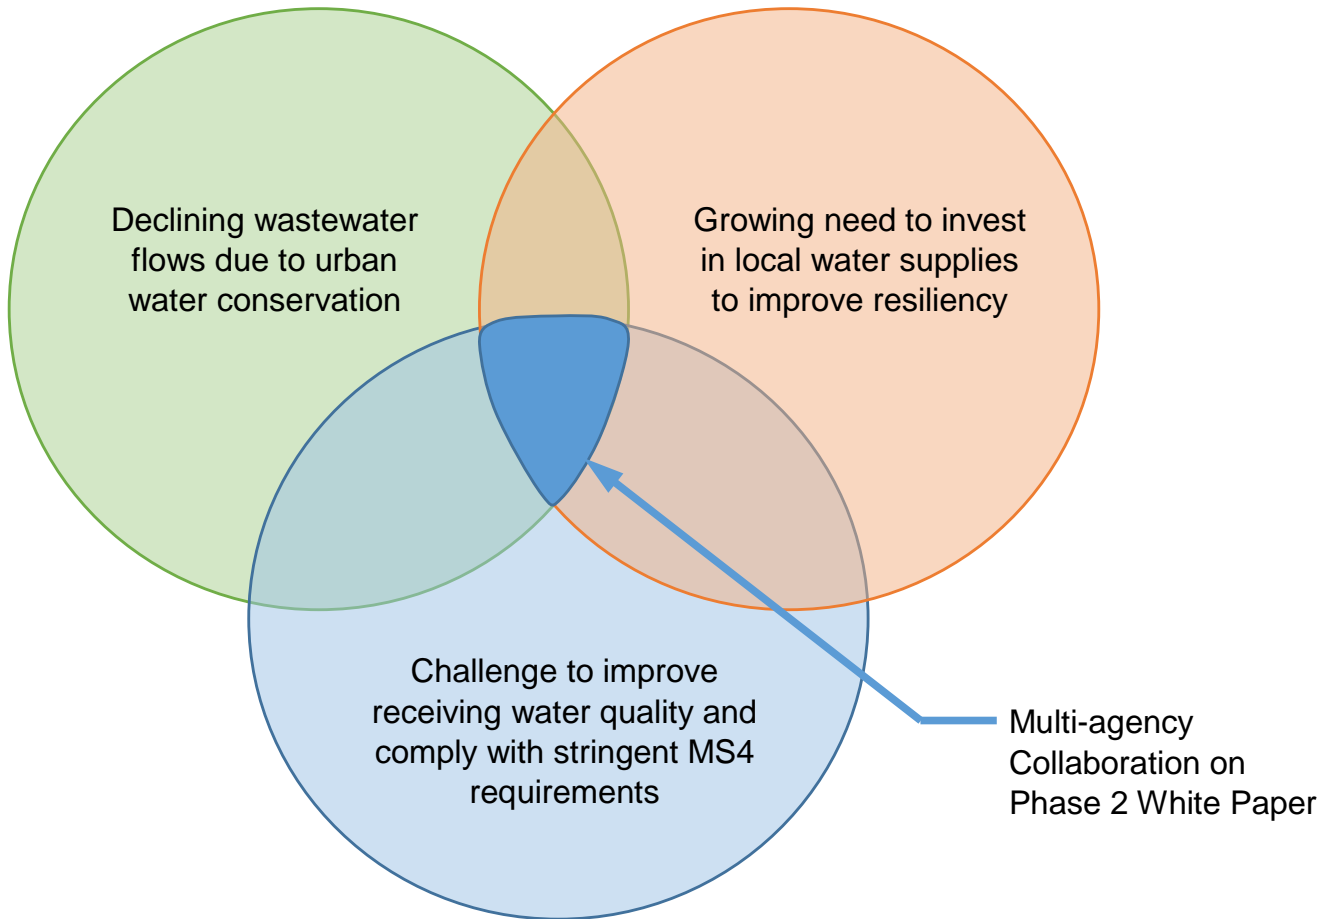 Declining wastewater
flows due to urban
water conservation
Growing need to invest
in local water supplies
to improve resiliency
Challenge to improve
receiving water quality and
comply with stringent MS4
requirements
Multi-agency
Collaboration on
Phase 2 White Paper